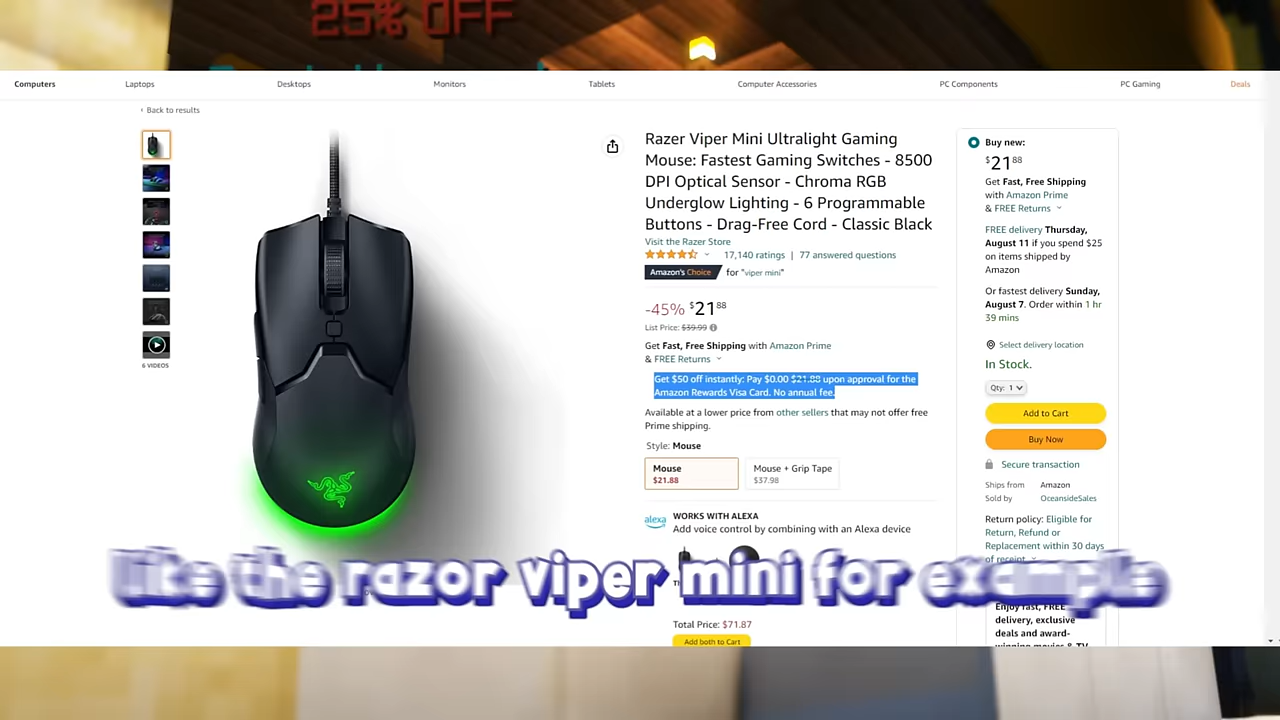 25% OFF
Computers Laptops Desktops Monitors Tablets Computer Accessories PC Components PC Gaming Deals
‹ Back to results
6 VIDEOS
Razer Viper Mini Ultralight Gaming
Mouse: Fastest Gaming Switches - 8500
DPI Optical Sensor - Chroma RGB
Underglow Lighting - 6 Programmable
Buttons - Drag-Free Cord - Classic Black
Visit the Razer Store
17,140 ratings | 77 answered questions
Amazon's Choice for "viper mini"
-45% $21 88
List Price: $39.99
Get Fast, Free Shipping with Amazon Prime
& FREE Returns
Get $50 off instantly: Pay $0.00 $21.88 upon approval for the
Amazon Rewards Visa Card. No annual fee.
Available at a lower price from other sellers that may not offer free
Prime shipping.
Style: Mouse
Mouse
$21.88
Mouse + Grip Tape
$37.98
alexa
WORKS WITH ALEXA
Add voice control by combining with an Alexa device
Total Price: $71.87
Add both to Cart
Buy new:
$21 88
Get Fast, Free Shipping
with Amazon Prime
& FREE Returns
FREE delivery Thursday,
August 11 if you spend $25
on items shipped by
Amazon
Or fastest delivery Sunday,
August 7. Order within 1 hr
39 mins
Select delivery location
In Stock.
Qty: 1
Add to Cart
Buy Now
Secure transaction
Ships from Amazon
Sold by OceansideSales
Return policy: Eligible for
Return, Refund or
Replacement within 30 days
of receipt
Enjoy fast, FREE
delivery, exclusive
deals and award-
winning movies & TV
Like the razor viper mini for example